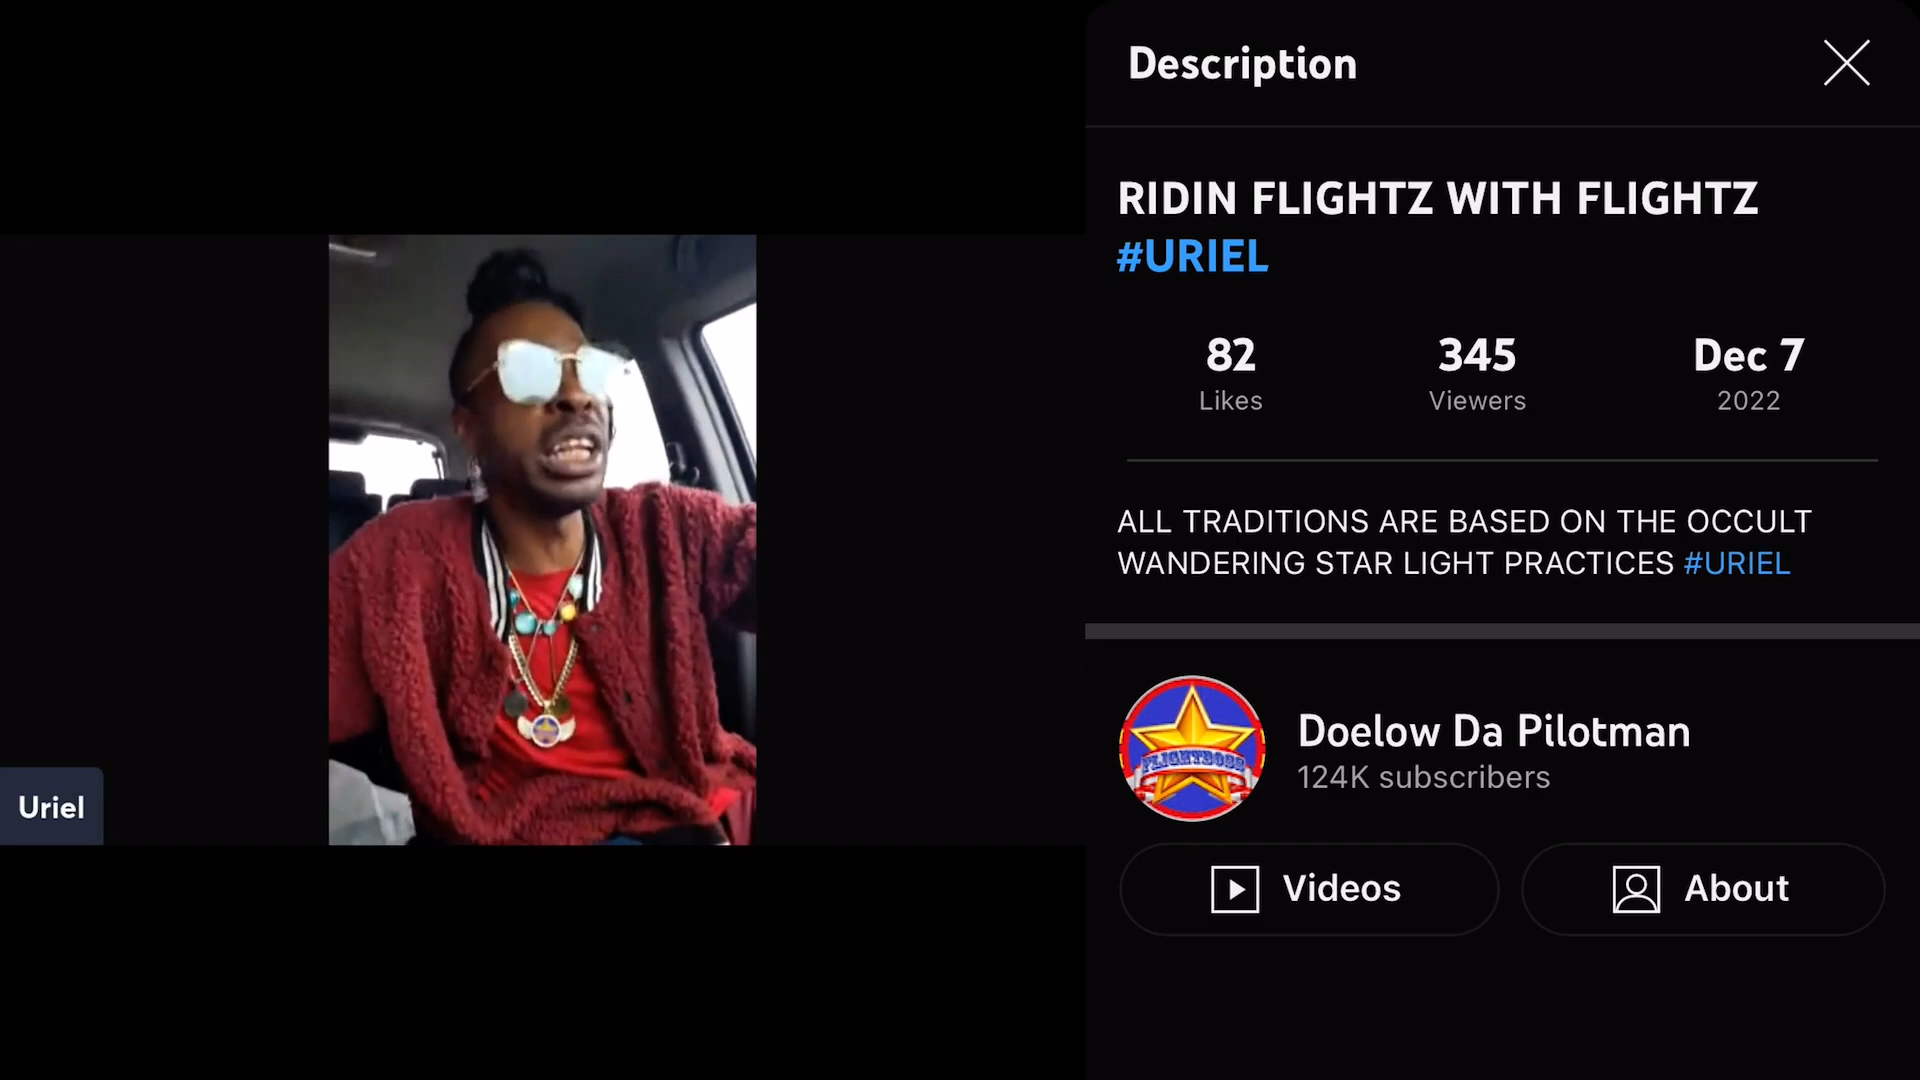 Description
RIDIN FLIGHTZ WITH FLIGHTZ
#URIEL
82
Likes
345
Viewers
Dec 7
2022
ALL TRADITIONS ARE BASED ON THE OCCULT
WANDERING STAR LIGHT PRACTICES #URIEL
FLIGHTBOSS
Doelow Da Pilotman
124K subscribers
Videos
About
Uriel